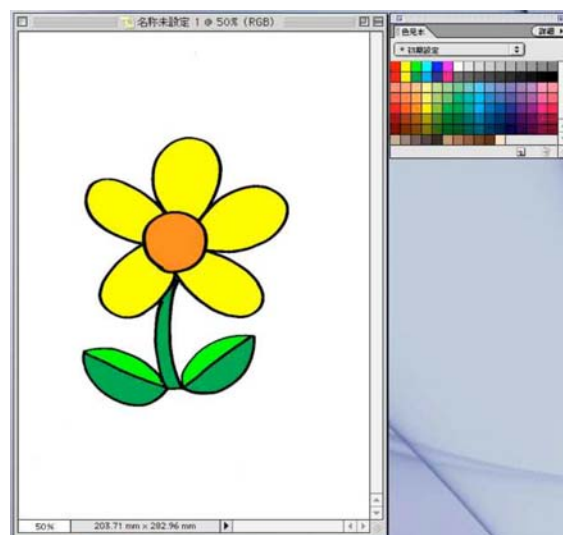 名称未設定 1 @ 50% (RGB)
色見本
詳細
* 初期設定
50%
203.71 mm × 282.96 mm